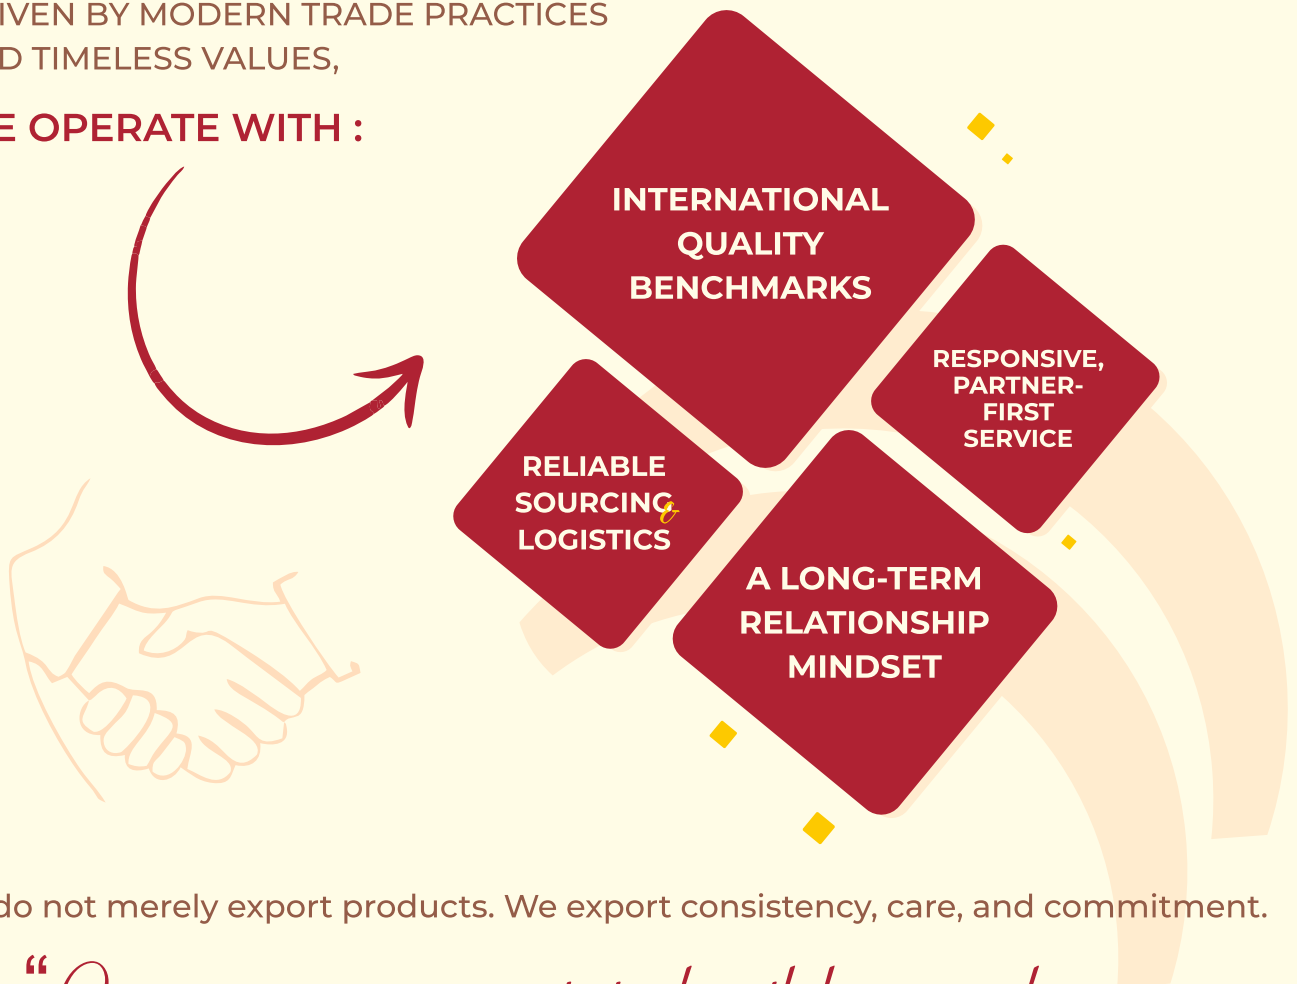 IVEN BY MODERN TRADE PRACTICES
D TIMELESS VALUES,
E OPERATE WITH :
INTERNATIONAL
QUALITY
BENCHMARKS
RESPONSIVE,
PARTNER-
FIRST
SERVICE
RELIABLE
SOURCING &
LOGISTICS
A LONG-TERM
RELATIONSHIP
MINDSET
do not merely export products. We export consistency, care, and commitment.
“